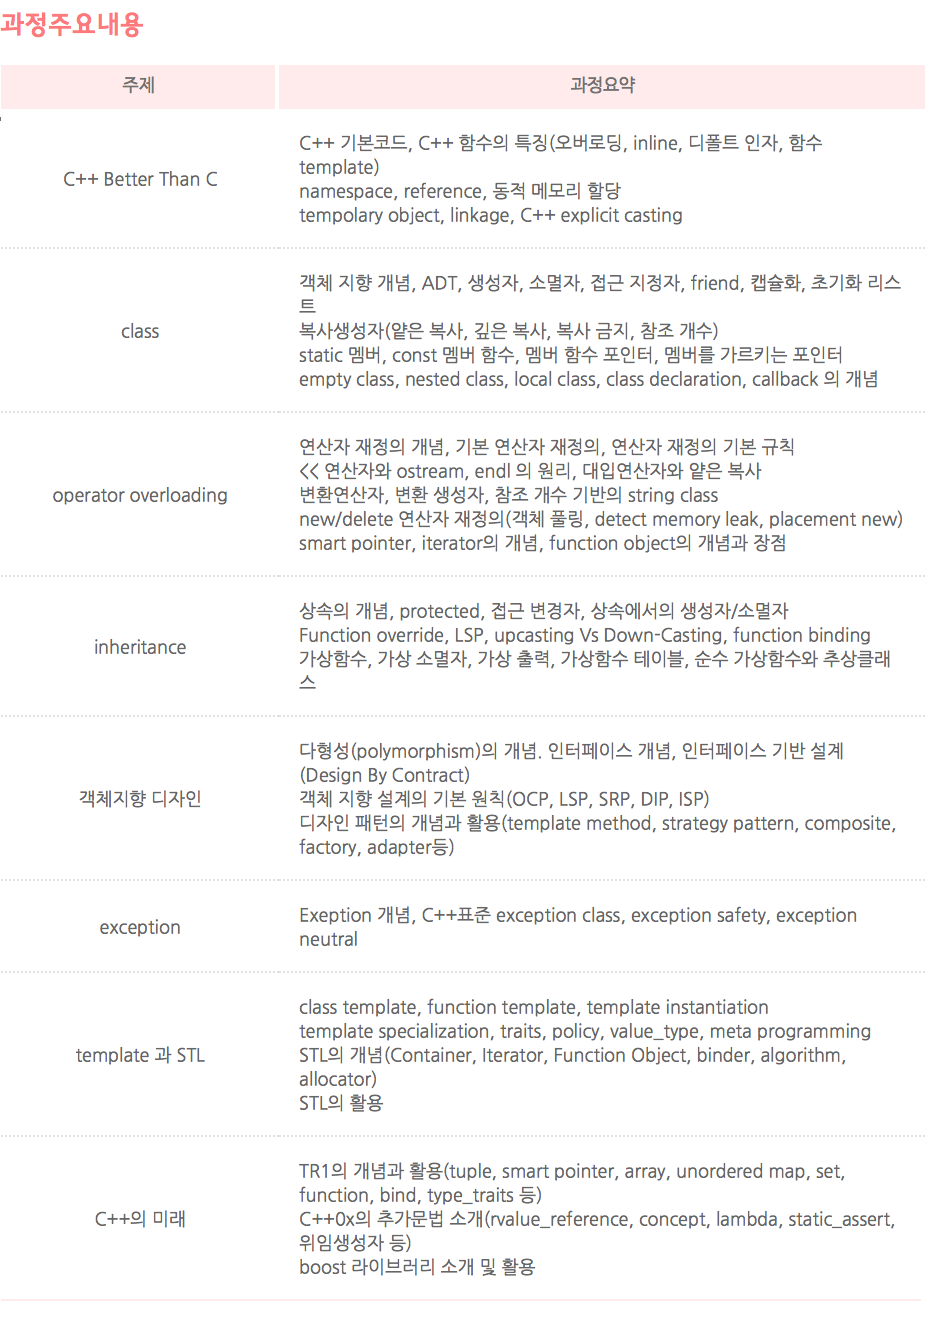 과정주요내용
주제
과정요약
C++ Better Than C
C++ 기본코드, C++ 함수의 특징(오버로딩, inline, 디폴트 인자, 함수
template)
namespace, reference, 동적 메모리 할당
tempolary object, linkage, C++ explicit casting
class
객체 지향 개념, ADT, 생성자, 소멸자, 접근 지정자, friend, 캡슐화, 초기화 리스
트
복사생성자(얕은 복사, 깊은 복사, 복사 금지, 참조 개수)
static 멤버, const 멤버 함수, 멤버 함수 포인터, 멤버를 가르키는 포인터
empty class, nested class, local class, class declaration, callback 의 개념
operator overloading
연산자 재정의 개념, 기본 연산자 재정의, 연산자 재정의 기본 규칙
<< 연산자와 ostream, endl 의 원리, 대입연산자와 얕은 복사
변환연산자, 변환 생성자, 참조 개수 기반의 string class
new/delete 연산자 재정의(객체 풀링, detect memory leak, placement new)
smart pointer, iterator의 개념, function object의 개념과 장점
inheritance
상속의 개념, protected, 접근 변경자, 상속에서의 생성자/소멸자
Function override, LSP, upcasting Vs Down-Casting, function binding
가상함수, 가상 소멸자, 가상 출력, 가상함수 테이블, 순수 가상함수와 추상클래
스
객체지향 디자인
다형성(polymorphism)의 개념. 인터페이스 개념, 인터페이스 기반 설계
(Design By Contract)
객체 지향 설계의 기본 원칙(OCP, LSP, SRP, DIP, ISP)
디자인 패턴의 개념과 활용(template method, strategy pattern, composite,
factory, adapter등)
exception
Exeption 개념, C++표준 exception class, exception safety, exception
neutral
template 과 STL
class template, function template, template instantiation
template specialization, traits, policy, value_type, meta programming
STL의 개념(Container, Iterator, Function Object, binder, algorithm,
allocator)
STL의 활용
C++의 미래
TR1의 개념과 활용(tuple, smart pointer, array, unordered map, set,
function, bind, type_traits 등)
C++0x의 추가문법 소개(rvalue_reference, concept, lambda, static_assert,
위임생성자 등)
boost 라이브러리 소개 및 활용